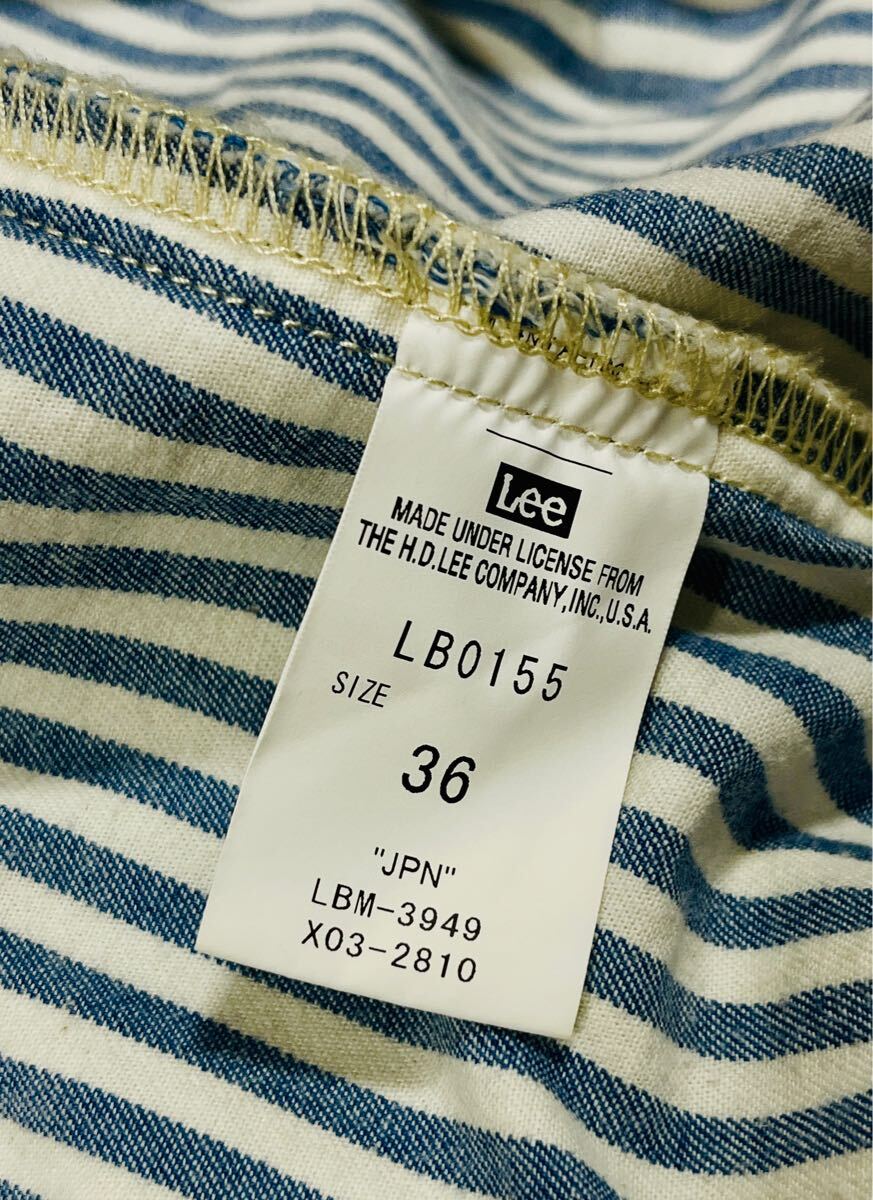 Lee
MADE UNDER LICENSE FROM
THE H.D.LEE COMPANY,INC.,U.S.A.
LB0155
SIZE
36
"JPN"
LBM-3949
X03-2810